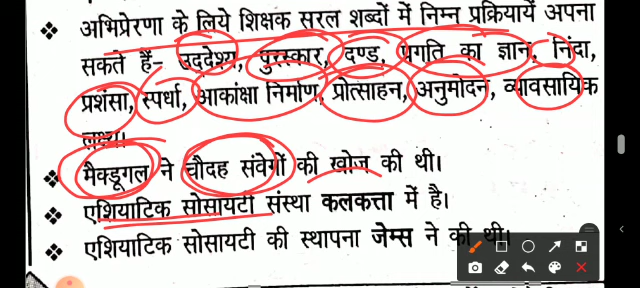 ❖ अभिप्रेरणा के लिये शिक्षक सरल शब्दों में निम्न प्रक्रियायें अपना
सकते हैं- उद्देश्य, पुरस्कार, दण्ड, प्रगति का ज्ञान, निंदा,
प्रशंसा, स्पर्धा, आकांक्षा निर्माण, प्रोत्साहन, अनुमोदन, व्यावसायिक
लक्ष्य।
❖ मैक्डूगल ने चौदह संवेगों की खोज की थी।
❖ एशियाटिक सोसायटी संस्था कलकत्ता में है।
❖ एशियाटिक सोसायटी की स्थापना जेम्स ने की थी।